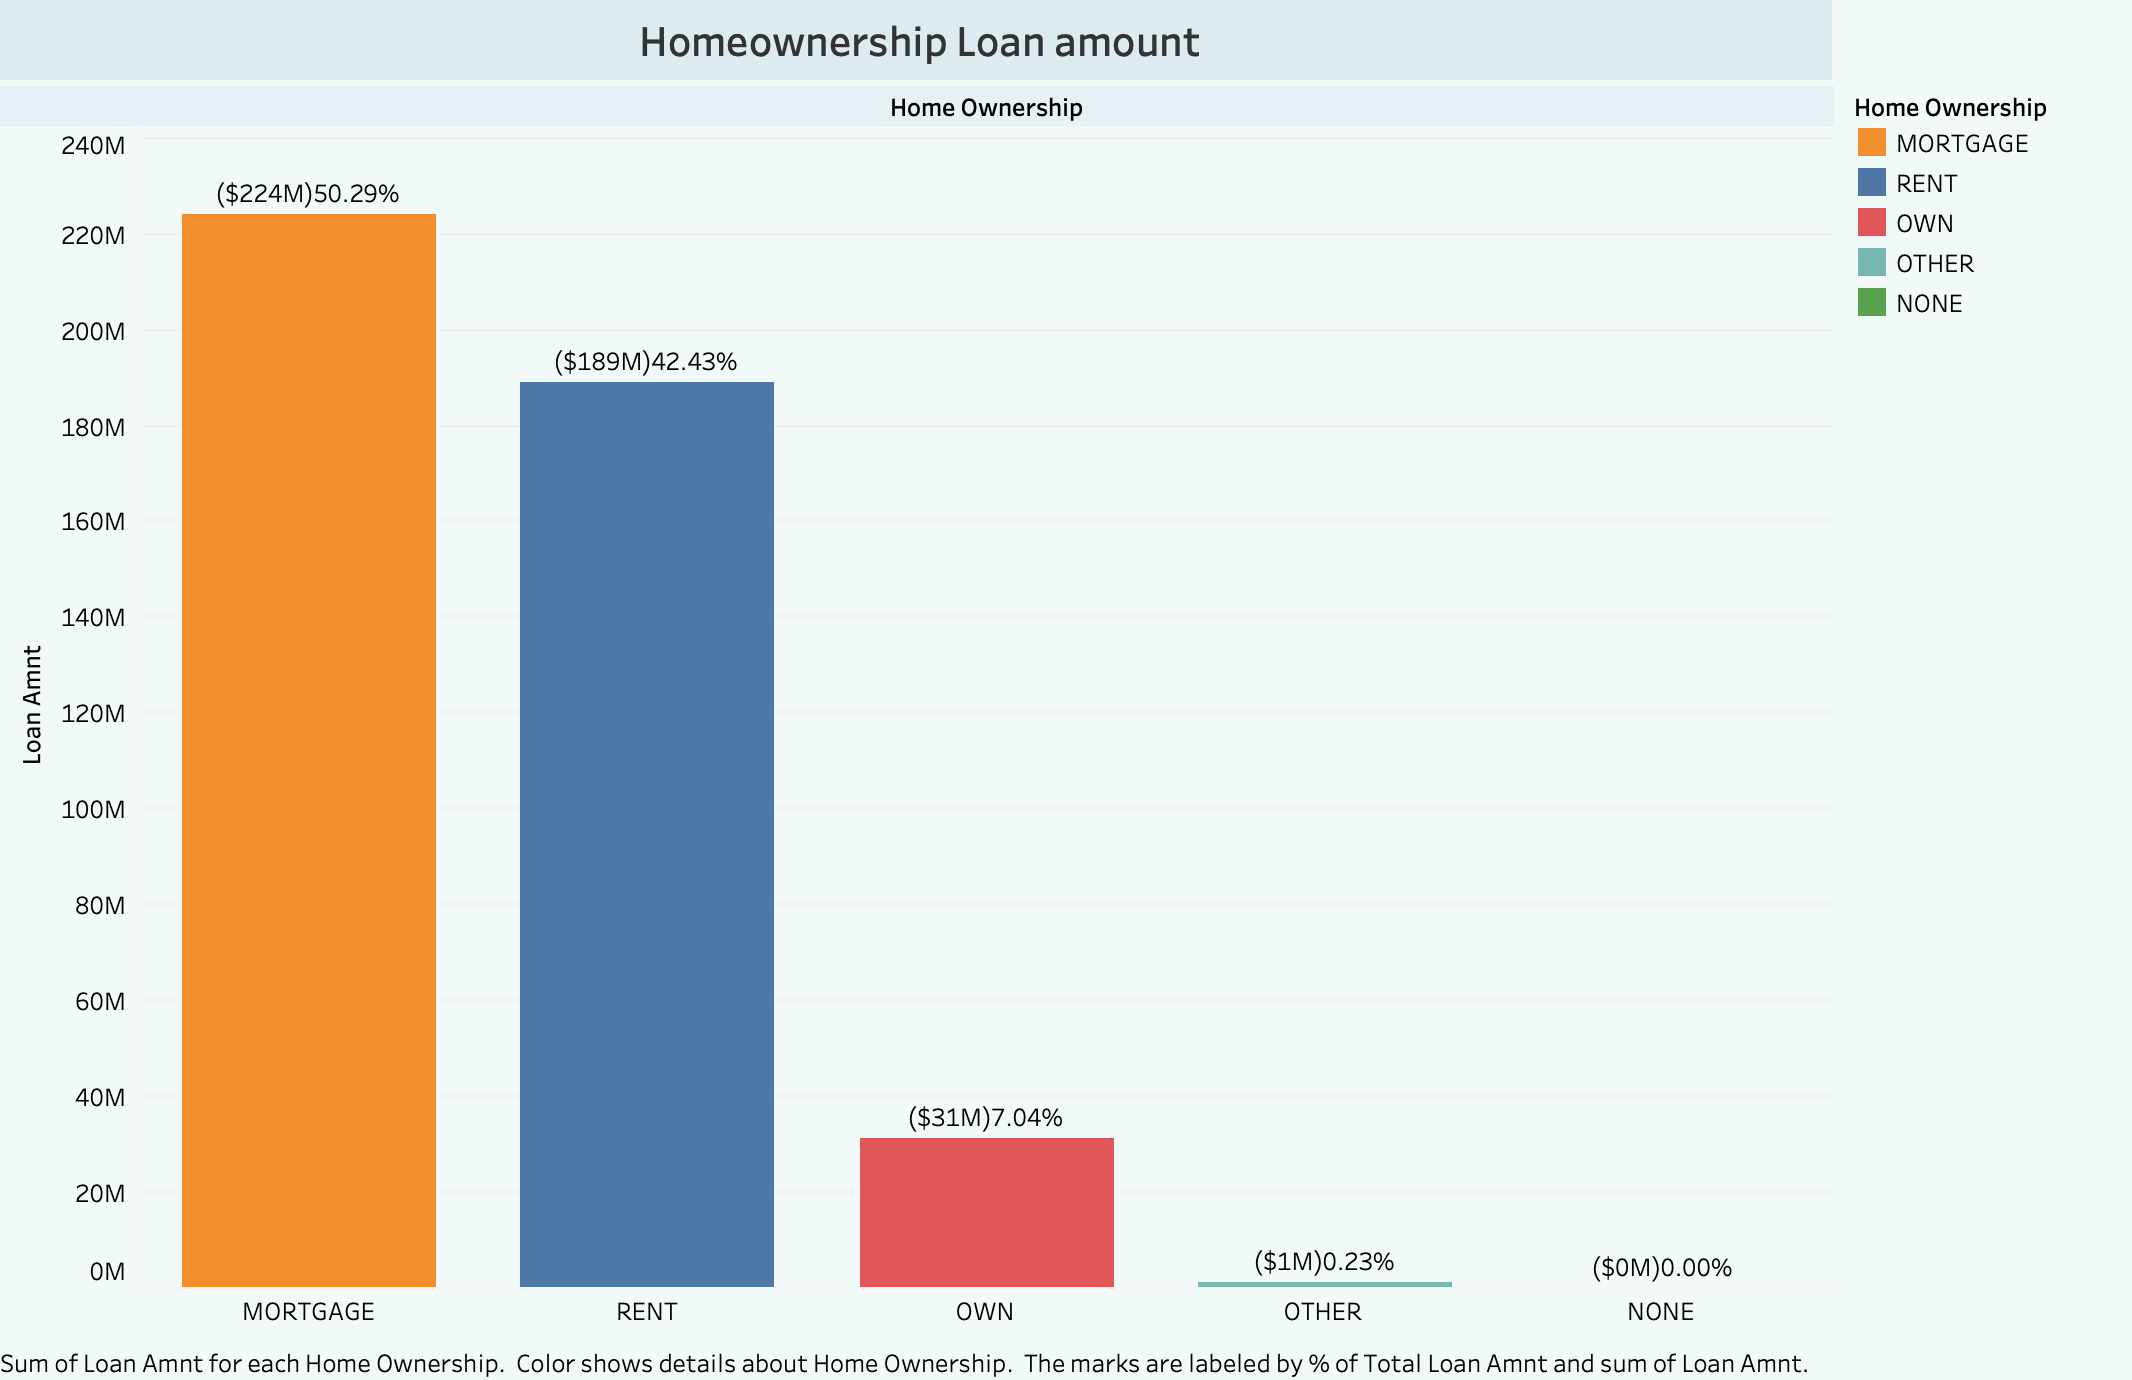 Homeownership Loan amount
Home Ownership
Home Ownership
MORTGAGE
RENT
OWN
OTHER
NONE
240M
220M
200M
180M
160M
140M
120M
100M
80M
60M
40M
20M
0M
Loan Amnt
($224M)50.29%
($189M)42.43%
($31M)7.04%
($1M)0.23%
($0M)0.00%
MORTGAGE
RENT
OWN
OTHER
NONE
Sum of Loan Amnt for each Home Ownership.  Color shows details about Home Ownership.  The marks are labeled by % of Total Loan Amnt and sum of Loan Amnt.